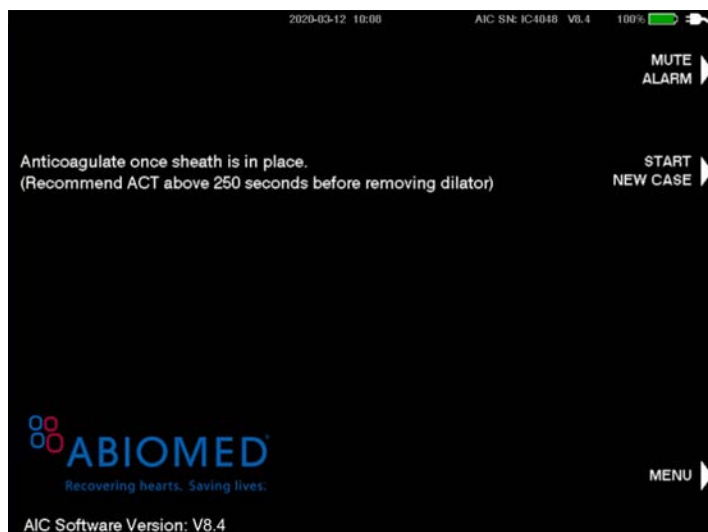 2020-03-12 10:08 AIC SN: IC4048 V8.4 100%
MUTE
ALARM
Anticoagulate once sheath is in place.
(Recommend ACT above 250 seconds before removing dilator)
START
NEW CASE
ABIOMED
Recovering hearts. Saving lives.
MENU
AIC Software Version: V8.4